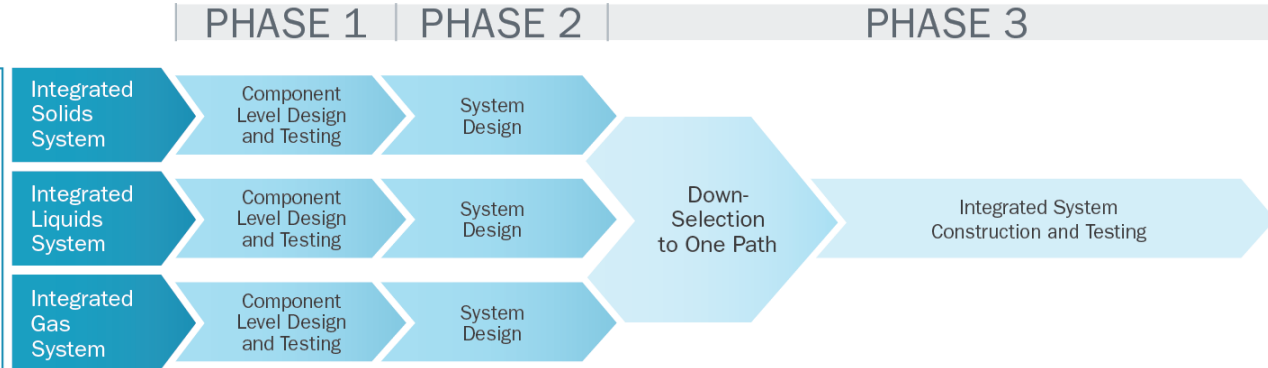 PHASE 1
PHASE 2
PHASE 3
Integrated
Solids
System
Component
Level Design
and Testing
System
Design
Integrated
Liquids
System
Component
Level Design
and Testing
System
Design
Down-
Selection
to One Path
Integrated System
Construction and Testing
Integrated
Gas
System
Component
Level Design
and Testing
System
Design